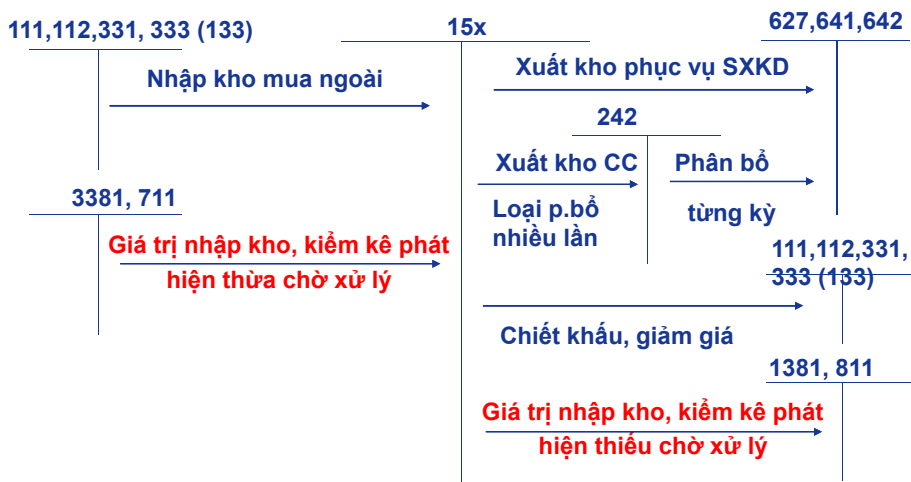 111,112,331, 333 (133)
15x
627,641,642
Nhập kho mua ngoài
Xuất kho phục vụ SXKD
242
Xuất kho CC
Phân bổ
Loại p.bổ
nhiều lần
từng kỳ
3381, 711
Giá trị nhập kho, kiểm kê phát
hiện thừa chờ xử lý
111,112,331,
333 (133)
Chiết khấu, giảm giá
1381, 811
Giá trị nhập kho, kiểm kê phát
hiện thiếu chờ xử lý